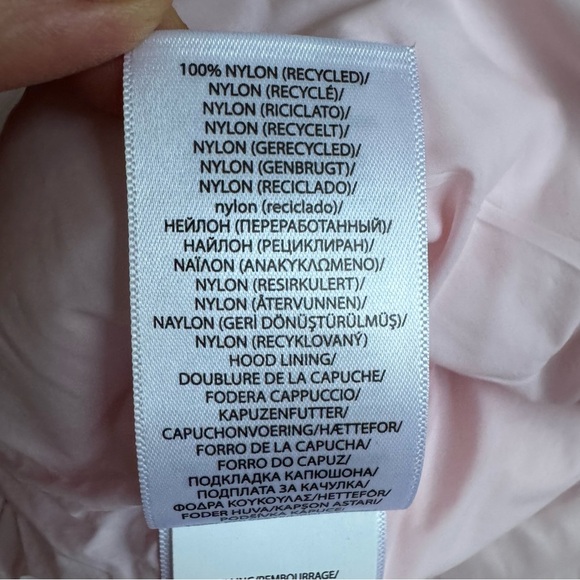 100% NYLON (RECYCLED)/
NYLON (RECYCLÉ)/
NYLON (RICICLATO)/
NYLON (RECYCELT)/
NYLON (GERECYCLED)/
NYLON (GENBRUGT)/
NYLON (RECICLADO)/
nylon (reciclado)/
НЕЙЛОН (ПЕРЕРАБОТАННЫЙ)/
НАЙЛОН (РЕЦИКЛИРАН)/
ΝΑΪΛΟΝ (ΑΝΑΚΥΚΛΩΜΕΝΟ)/
NYLON (RESIRKULERT)/
NYLON (ÅTERVUNNEN)/
NAYLON (GERİ DÖNÜŞTÜRÜLMÜŞ)/
NYLON (RECYKLOVANÝ)
HOOD LINING/
DOUBLURE DE LA CAPUCHE/
FODERA CAPPUCCIO/
KAPUZENFUTTER/
CAPUCHONVOERING/HÆTTEFOR/
FORRO DE LA CAPUCHA/
FORRO DO CAPUZ/
ПОДКЛАДКА КАПЮШОНА/
ПОДПЛАТА ЗА КАЧУЛКА/
ΦΟΔΡΑ ΚΟΥΚΟΥΛΑΣ/HETTEFÔR/
FODER HUVA/KAPŞON ASTARI/
/REMBOURRAGE/